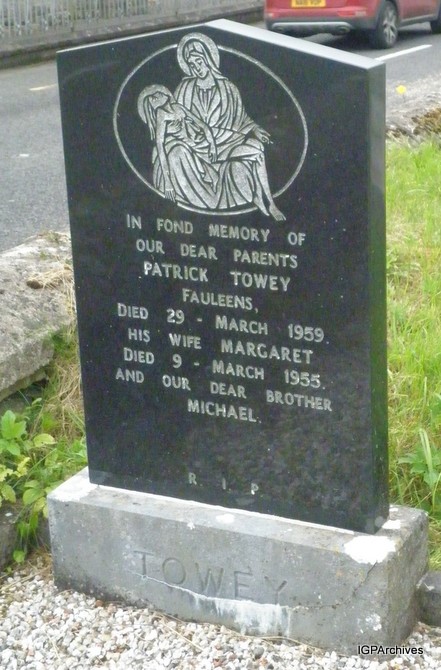 IN FOND MEMORY OF
OUR DEAR PARENTS
PATRICK TOWEY
FAULEENS,
DIED 29 - MARCH 1959.
HIS WIFE MARGARET
DIED 9 - MARCH 1955.
AND OUR DEAR BROTHER
MICHAEL.
R. I. P
TOWEY
IGPArchives